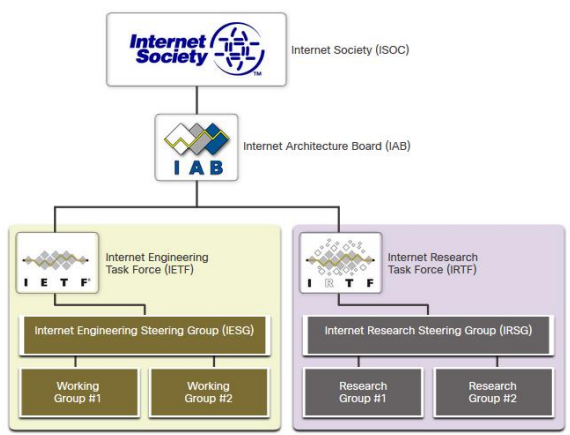 Internet
Society
TM
Internet Society (ISOC)
IAB
Internet Architecture Board (IAB)
IETF®
Internet Engineering
Task Force (IETF)
IRTF
Internet Research
Task Force (IRTF)
Internet Engineering Steering Group (IESG)
Internet Research Steering Group (IRSG)
Working
Group #1
Working
Group #2
Research
Group #1
Research
Group #2